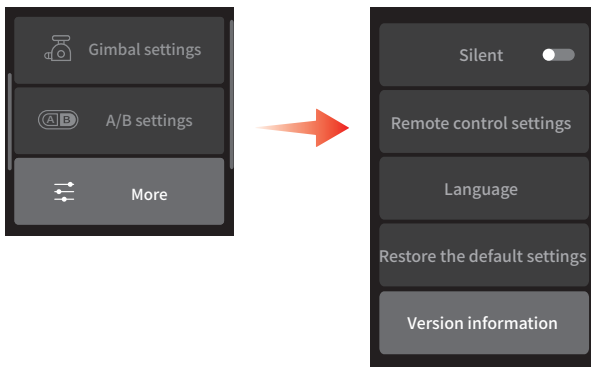 Gimbal settings
A B A/B settings
More
Silent
Remote control settings
Language
Restore the default settings
Version information